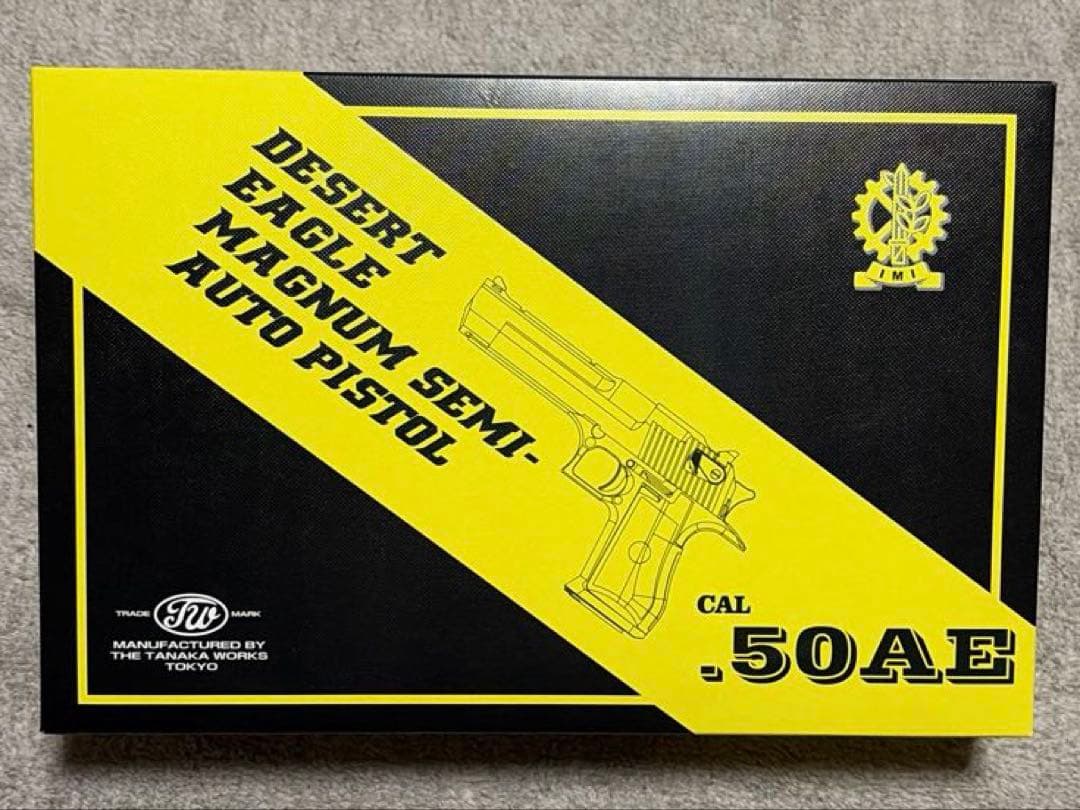 DESERT
EAGLE
MAGNUM SEMI-
AUTO PISTOL
IMI
CAL
.50AE
TRADE TW MARK
MANUFACTURED BY
THE TANAKA WORKS
TOKYO